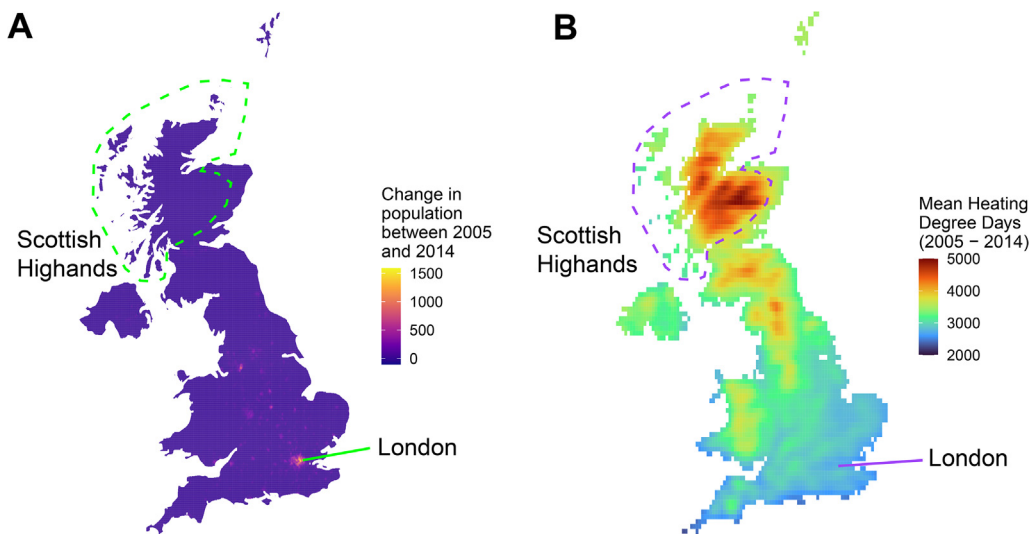 A
Scottish
Highands
Change in
population
between 2005
and 2014
1500
1000
500
0
London
B
Scottish
Highands
Mean Heating
Degree Days
(2005 − 2014)
5000
4000
3000
2000
London